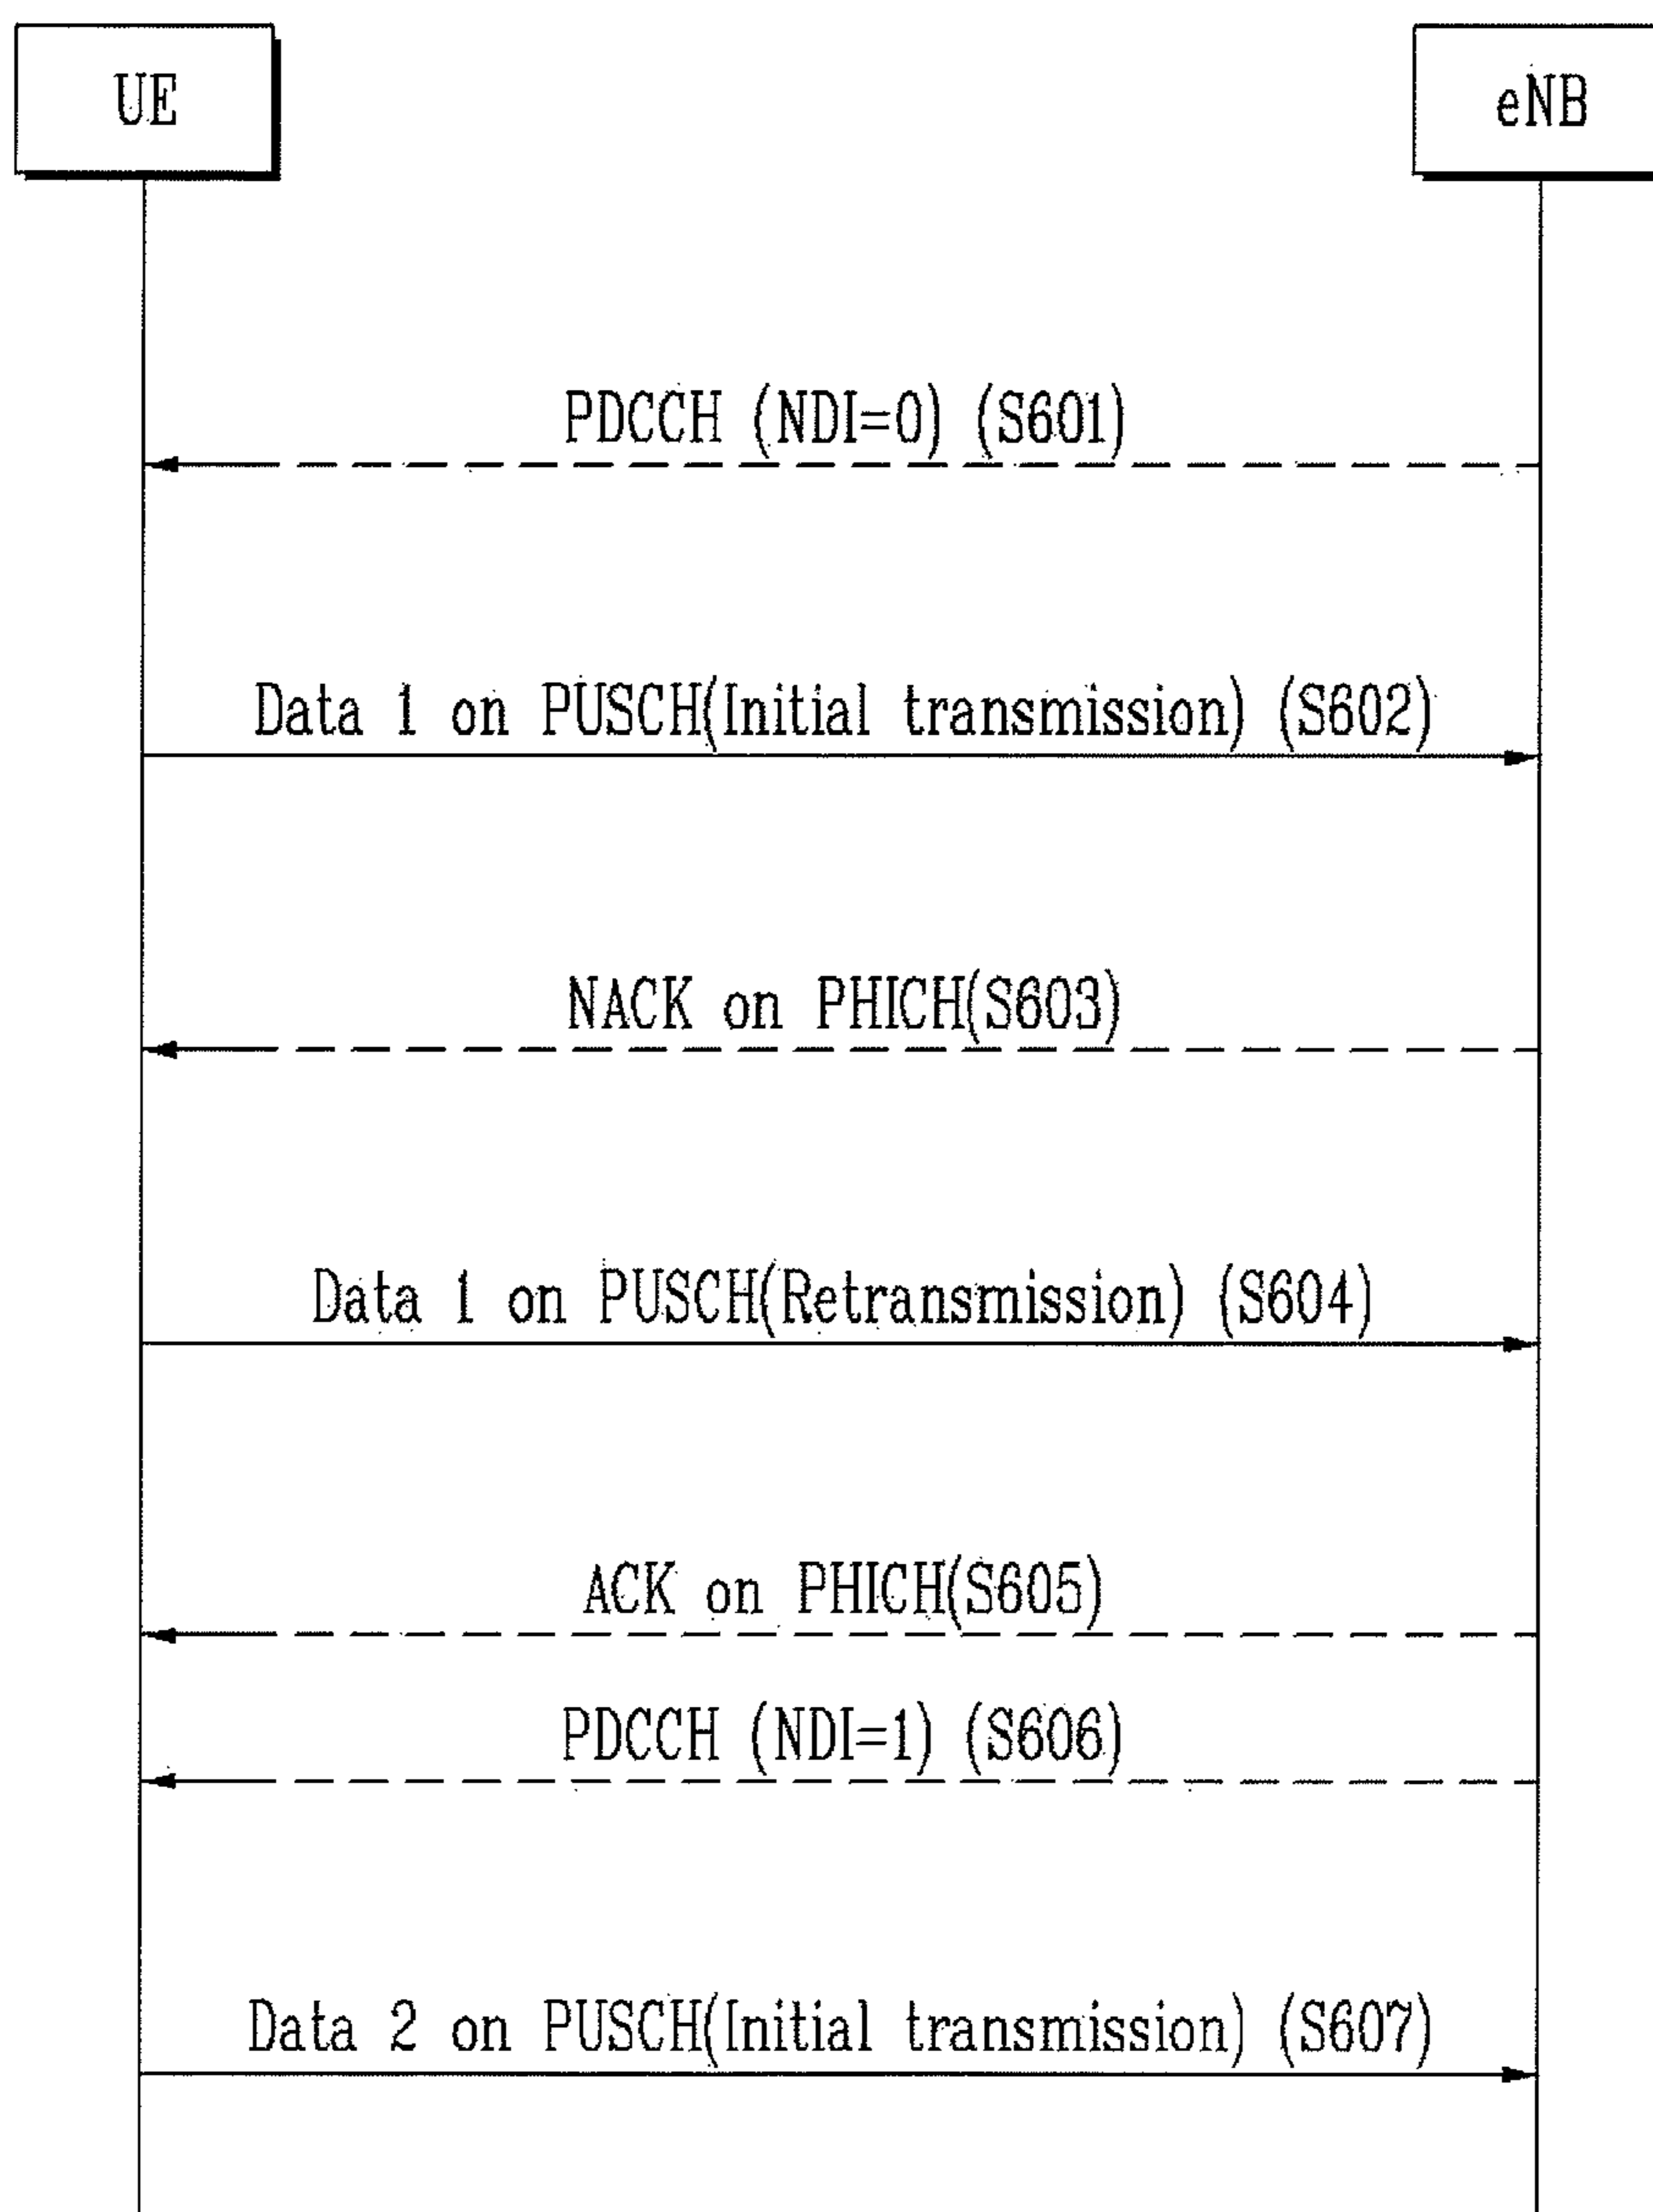 UE
eNB
PDCCH (NDI=0) (S601)
Data 1 on PUSCH(Initial transmission) (S602)
NACK on PHICH(S603)
Data 1 on PUSCH(Retransmission) (S604)
ACK on PHICH(S605)
PDCCH (NDI=1) (S606)
Data 2 on PUSCH(Initial transmission) (S607)